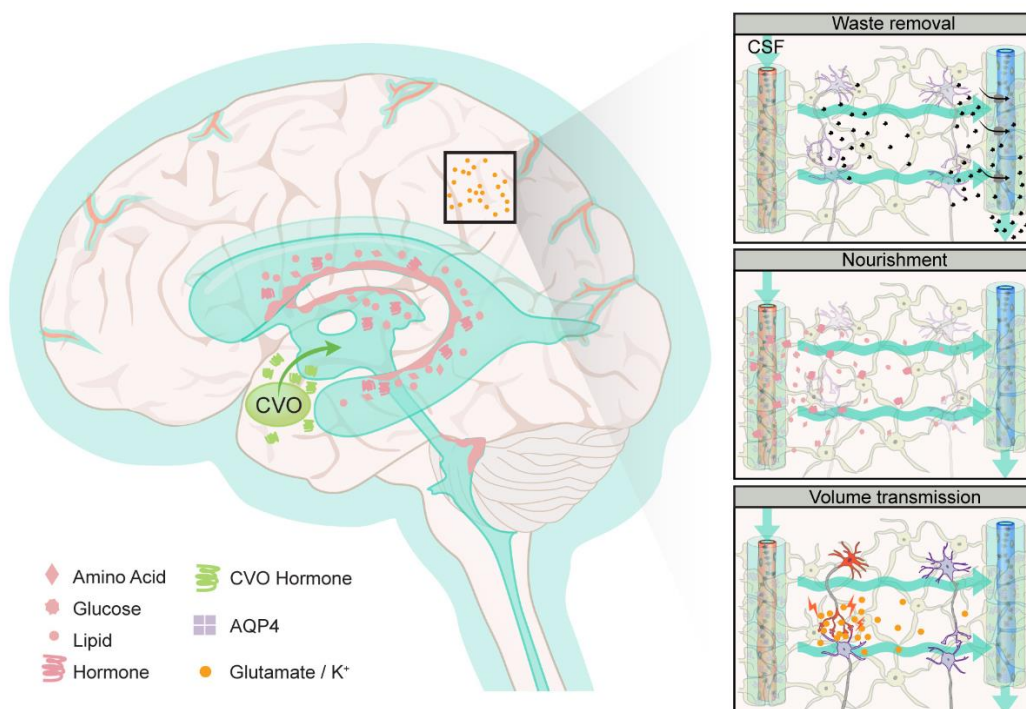 Waste removal
CSF
Nourishment
CVO
Volume transmission
Amino Acid
Glucose
Lipid
Hormone
CVO Hormone
AQP4
Glutamate / K⁺